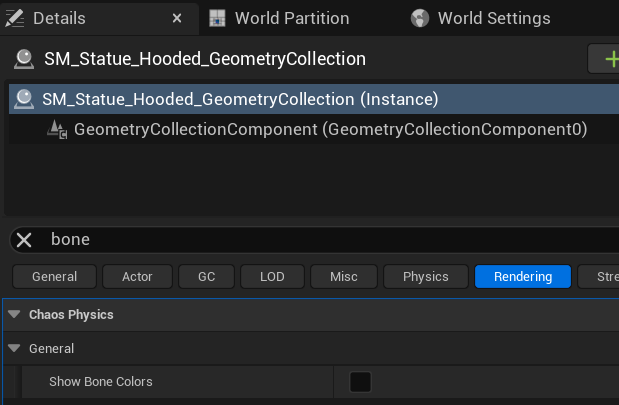 Details World Partition World Settings
SM_Statue_Hooded_GeometryCollection
SM_Statue_Hooded_GeometryCollection (Instance)
GeometryCollectionComponent (GeometryCollectionComponent0)
bone
General Actor GC LOD Misc Physics Rendering Stre
Chaos Physics
General
Show Bone Colors